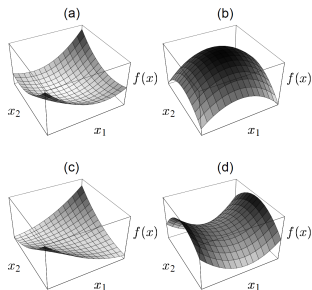 (a) (b)
f(x) f(x)
x₂ x₁ x₂ x₁
(c) (d)
f(x) f(x)
x₂ x₁ x₂ x₁